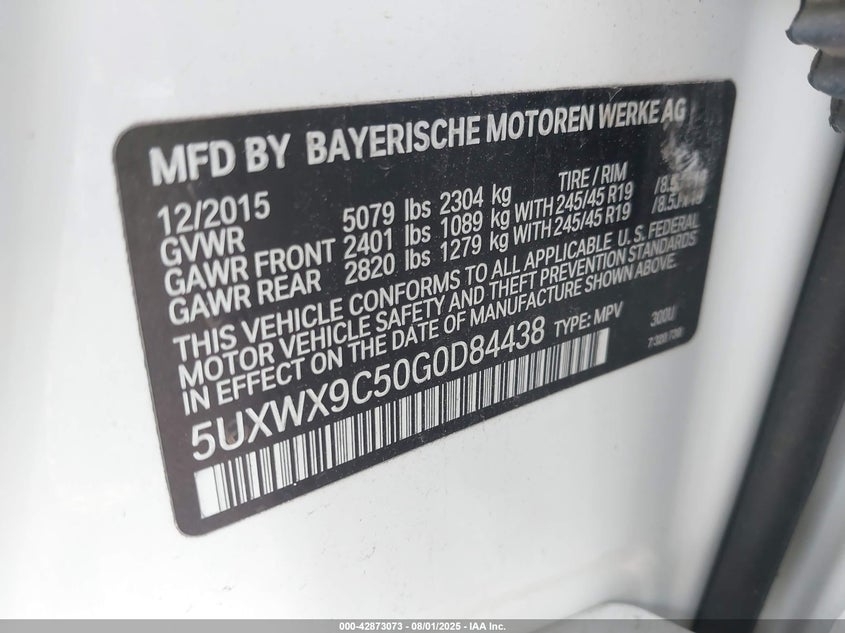 MFD BY BAYERISCHE MOTOREN WERKE AG
12/2015 TIRE / RIM
GVWR 5079 lbs 2304 kg
GAWR FRONT 2401 lbs 1089 kg WITH 245/45 R19
GAWR REAR 2820 lbs 1279 kg WITH 245/45 R19
THIS VEHICLE CONFORMS TO ALL APPLICABLE U.S. FEDERAL
MOTOR VEHICLE SAFETY AND THEFT PREVENTION STANDARDS
IN EFFECT ON THE DATE OF MANUFACTURE SHOWN ABOVE.
5UXWX9C50G0D84438 TYPE: MPV 300U
000-42873073 - 08/01/2025 - IAA Inc.